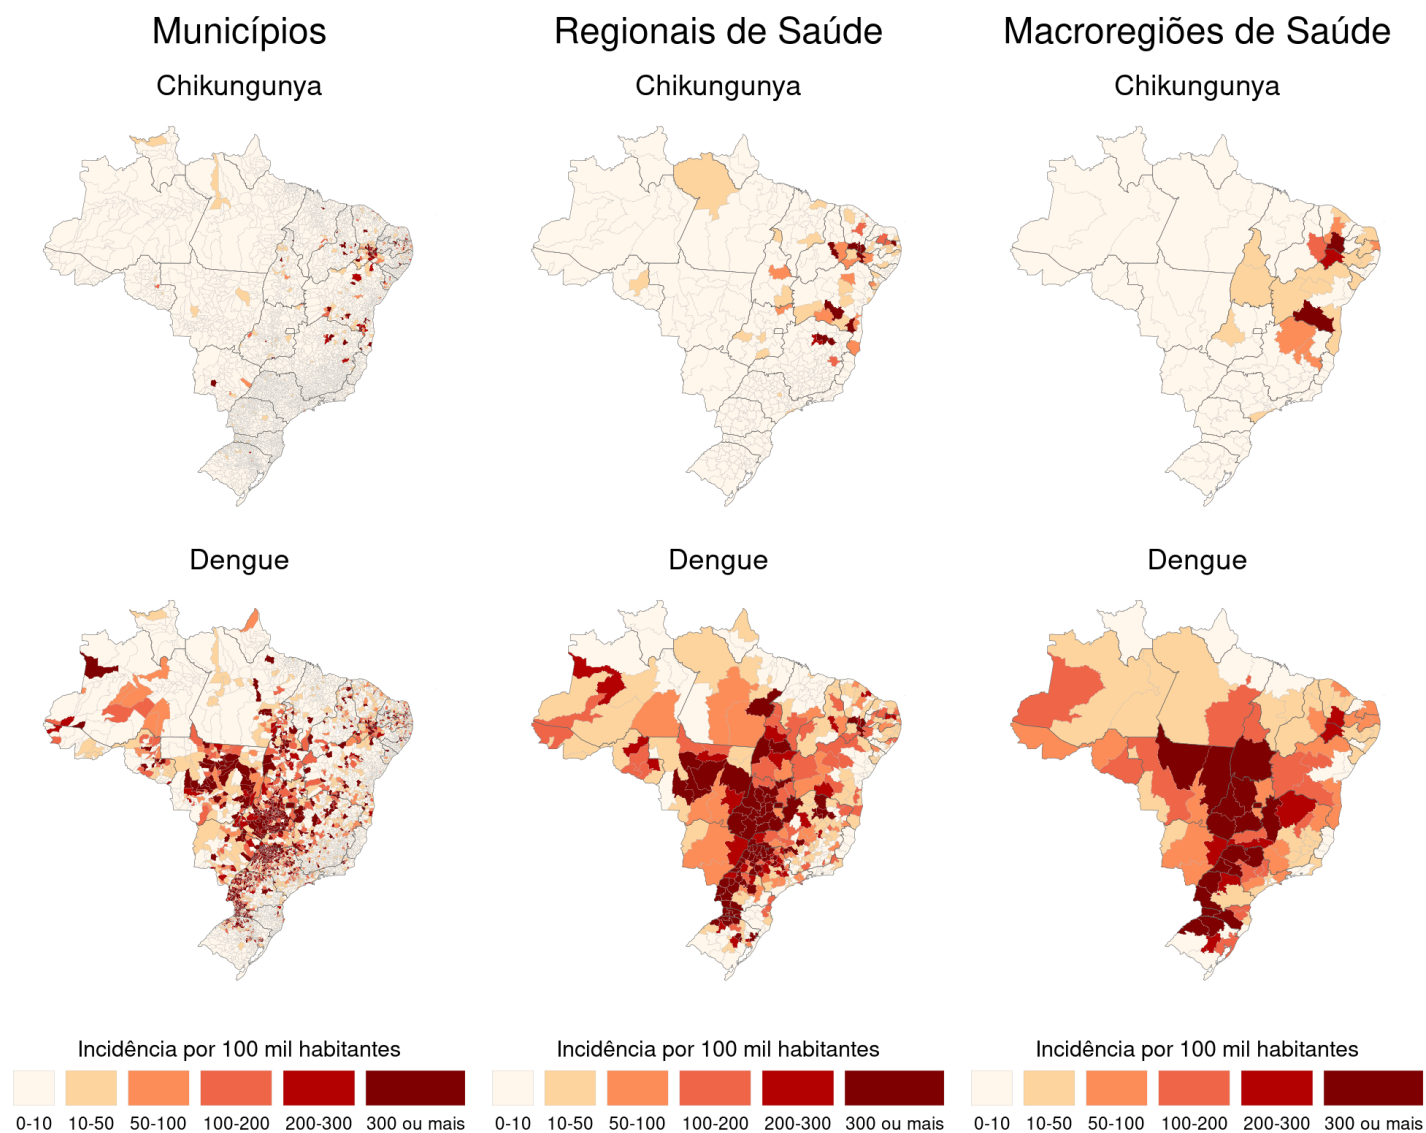 Municípios
Regionais de Saúde
Macroregiões de Saúde
Chikungunya
Chikungunya
Chikungunya
Dengue
Dengue
Dengue
Incidência por 100 mil habitantes
0-10 10-50 50-100 100-200 200-300 300 ou mais
Incidência por 100 mil habitantes
0-10 10-50 50-100 100-200 200-300 300 ou mais
Incidência por 100 mil habitantes
0-10 10-50 50-100 100-200 200-300 300 ou mais